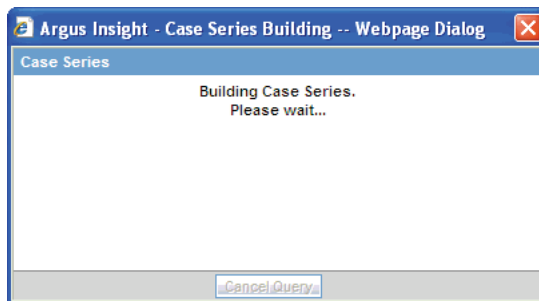 Argus Insight - Case Series Building -- Webpage Dialog
Case Series
Building Case Series.
Please wait...
Cancel Query